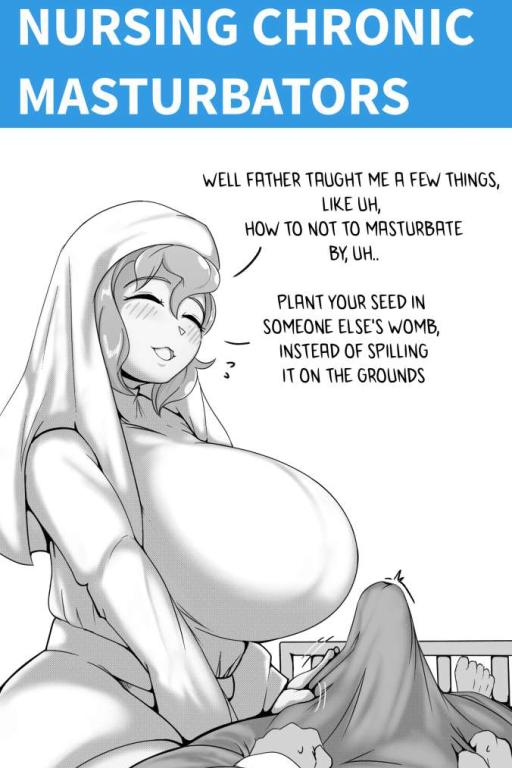 NURSING CHRONIC
MASTURBATORS
WELL FATHER TAUGHT ME A FEW THINGS,
LIKE UH,
HOW TO NOT TO MASTURBATE
BY, UH..
PLANT YOUR SEED IN
SOMEONE ELSE'S WOMB,
INSTEAD OF SPILLING
IT ON THE GROUNDS